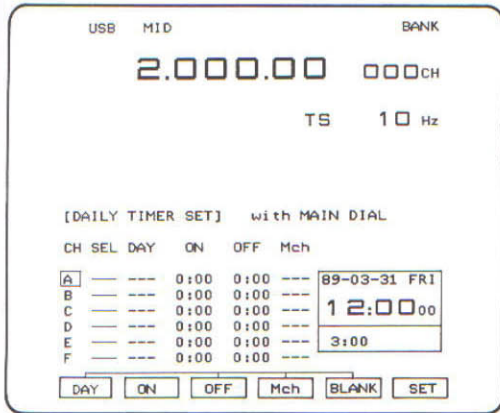 USB MID BANK
2.000.00 000CH
TS 10 Hz
[DAILY TIMER SET] with MAIN DIAL
CH SEL DAY ON OFF Mch
A —— --- 0:00 0:00 --- 89-03-31 FRI
B —— --- 0:00 0:00 ---
C —— --- 0:00 0:00 --- 12:00 00
D —— --- 0:00 0:00 ---
E —— --- 0:00 0:00 --- 3:00
F —— --- 0:00 0:00 ---
DAY ON OFF Mch BLANK SET